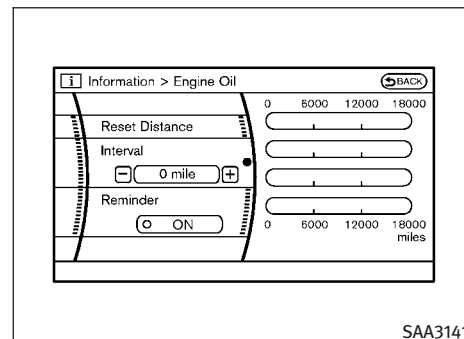 i Information > Engine Oil
BACK
0 6000 12000 18000
Reset Distance
Interval
− 0 mile +
Reminder
ON
0 6000 12000 18000
miles
SAA3141